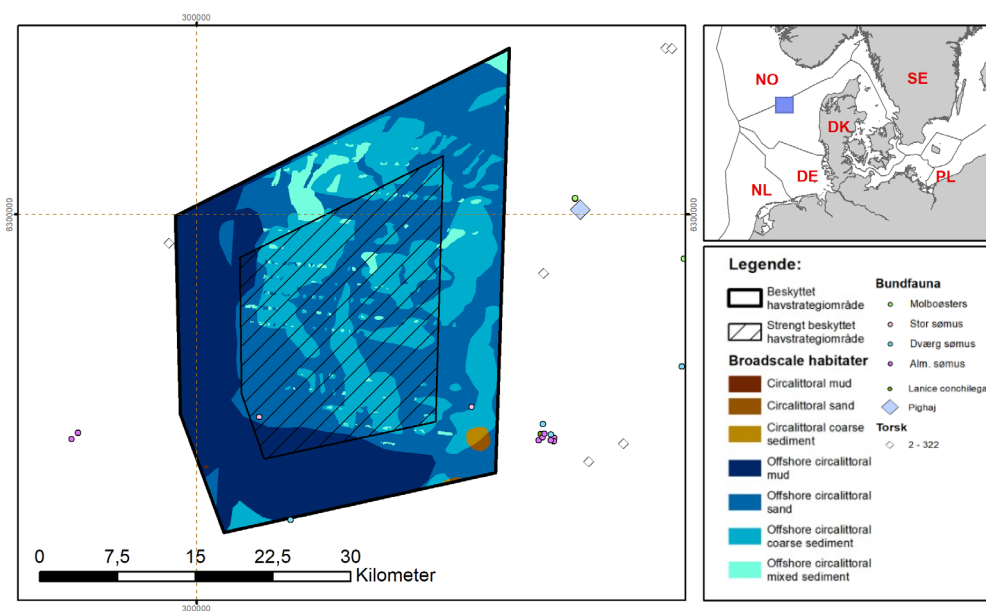 300000
6300000
6300000
0 7,5 15 22,5 30
Kilometer
300000
NO
SE
DK
DE
NL
PL
Legende:
Beskyttet
havstrategiområde
Strengt beskyttet
havstrategiområde
Broadscale habitater
Circalittoral mud
Circalittoral sand
Circalittoral coarse
sediment
Offshore circalittoral
mud
Offshore circalittoral
sand
Offshore circalittoral
coarse sediment
Offshore circalittoral
mixed sediment
Bundfauna
Molboøsters
Stor sømus
Dværg sømus
Alm. sømus
Lanice conchilega
Pighaj
Torsk
2 - 322